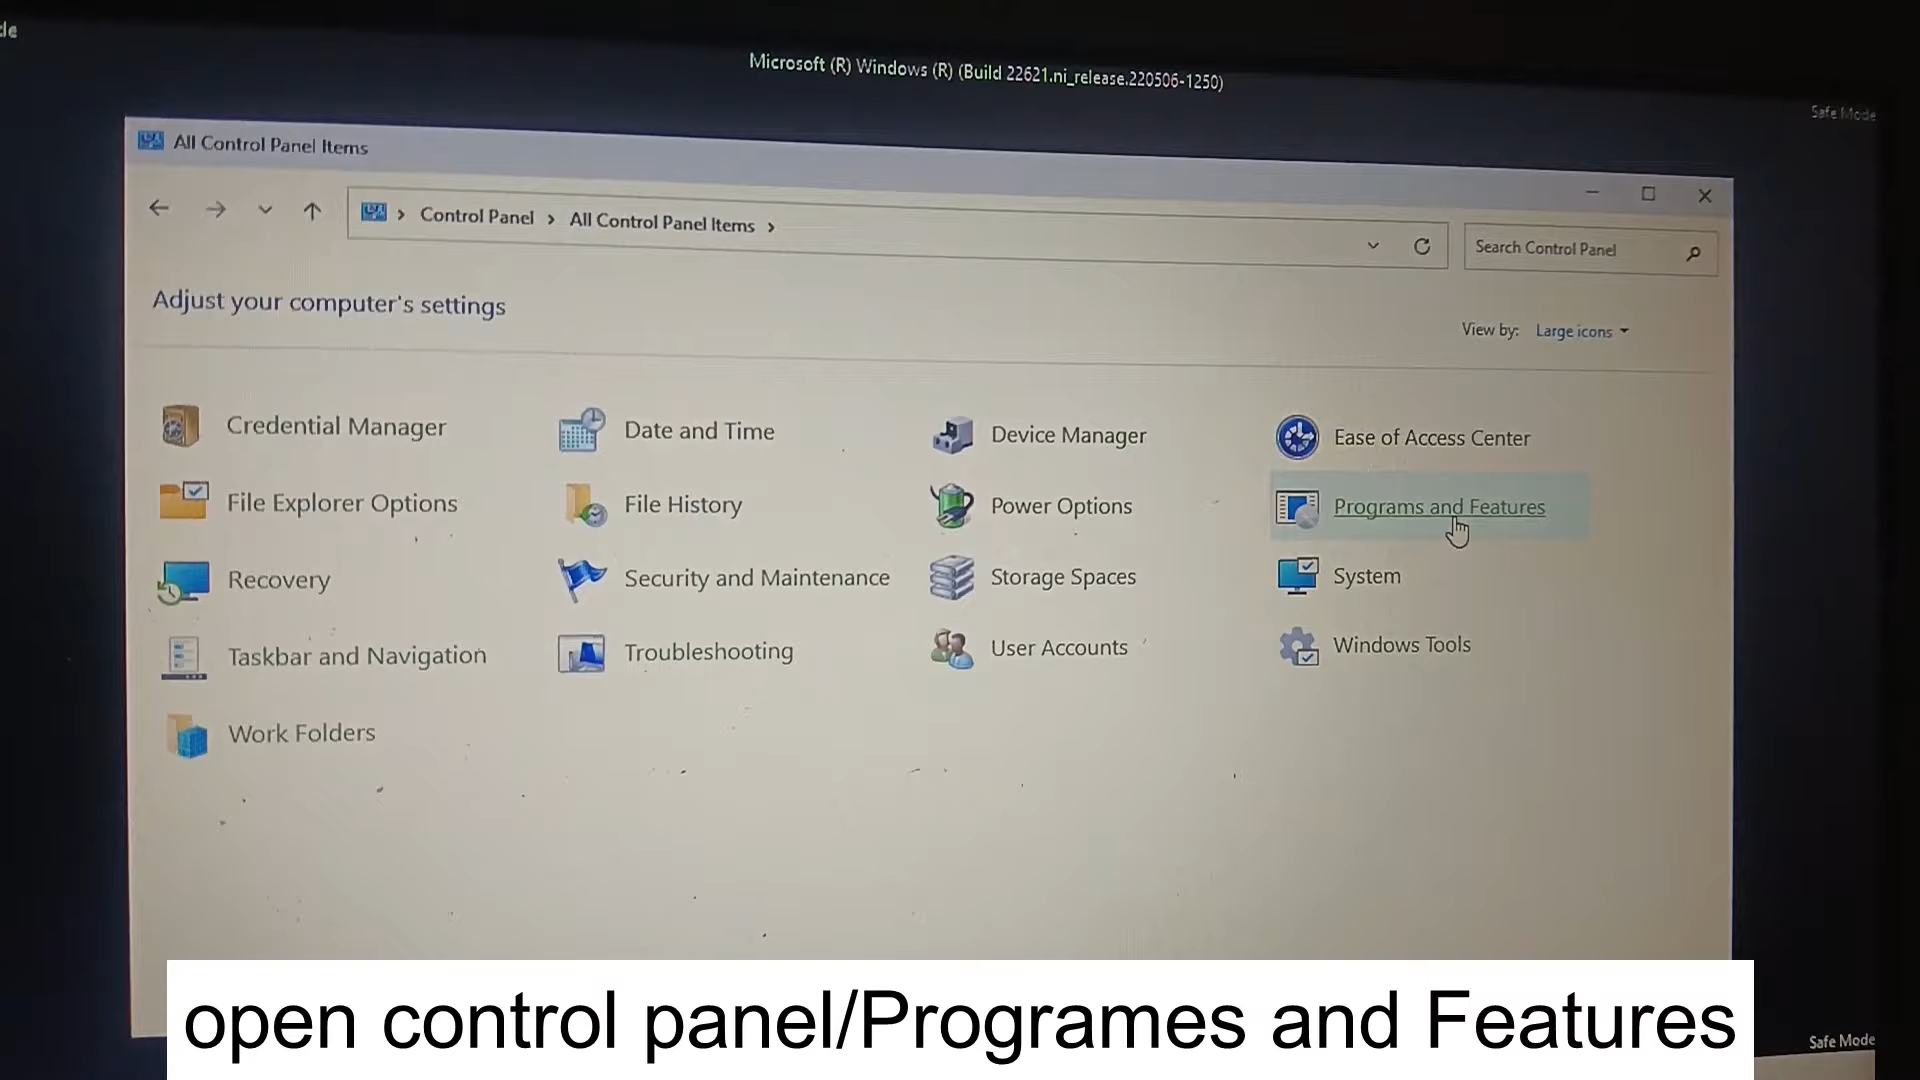 de
Microsoft (R) Windows (R) (Build 22621.ni_release.220506-1250)
Safe Mode
All Control Panel Items
Control Panel > All Control Panel Items >
Search Control Panel
Adjust your computer's settings
View by: Large icons
Credential Manager
Date and Time
Device Manager
Ease of Access Center
File Explorer Options
File History
Power Options
Programs and Features
Recovery
Security and Maintenance
Storage Spaces
System
Taskbar and Navigation
Troubleshooting
User Accounts
Windows Tools
Work Folders
open control panel/Programes and Features
Safe Mode